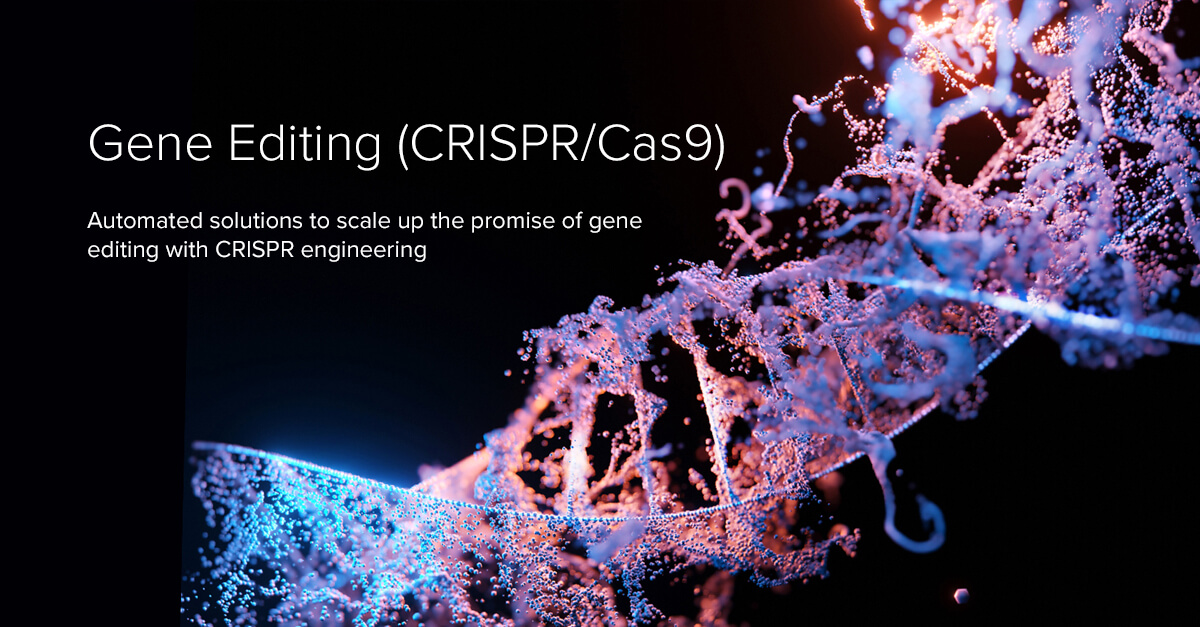 Gene Editing (CRISPR/Cas9)
Automated solutions to scale up the promise of gene
editing with CRISPR engineering